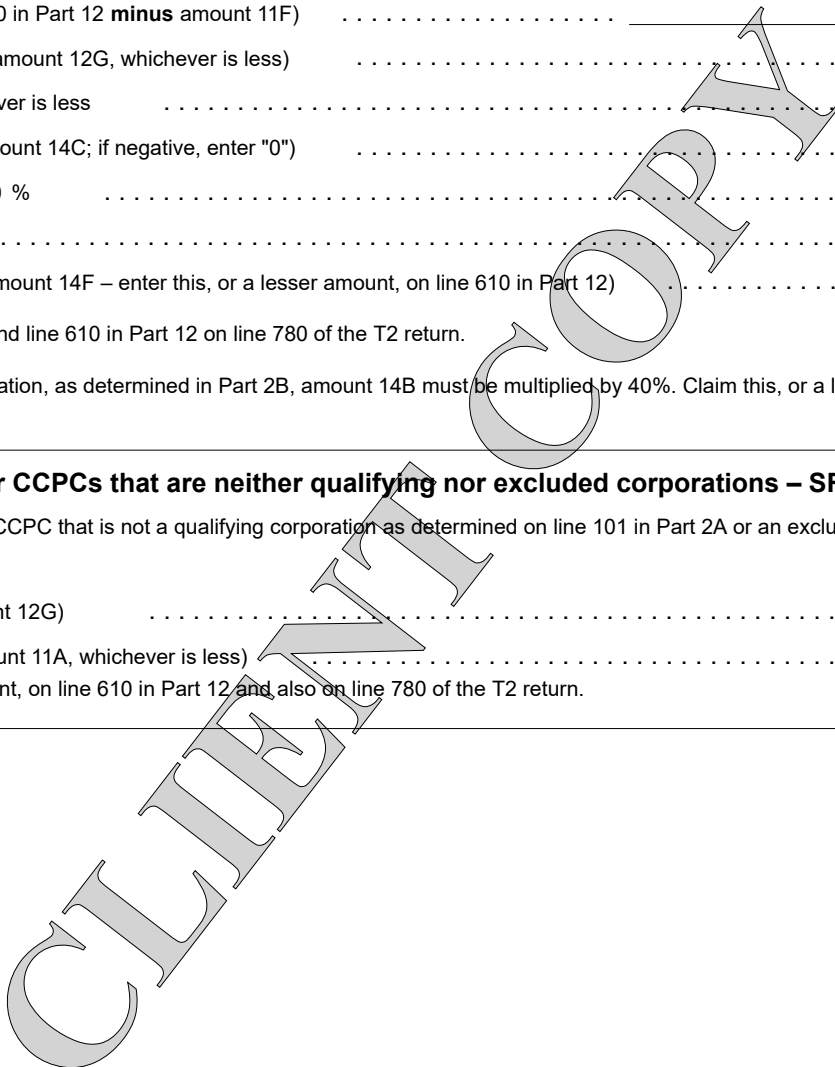 in Part 12 minus amount 11F)
amount 12G, whichever is less)
ver is less
ount 14C; if negative, enter "0")
%
mount 14F – enter this, or a lesser amount, on line 610 in Part 12)
nd line 610 in Part 12 on line 780 of the T2 return.
ation, as determined in Part 2B, amount 14B must be multiplied by 40%. Claim this, or a l
r CCPCs that are neither qualifying nor excluded corporations – SR
CCPC that is not a qualifying corporation as determined on line 101 in Part 2A or an exclu
nt 12G)
unt 11A, whichever is less)
nt, on line 610 in Part 12 and also on line 780 of the T2 return.
CLIENT COPY